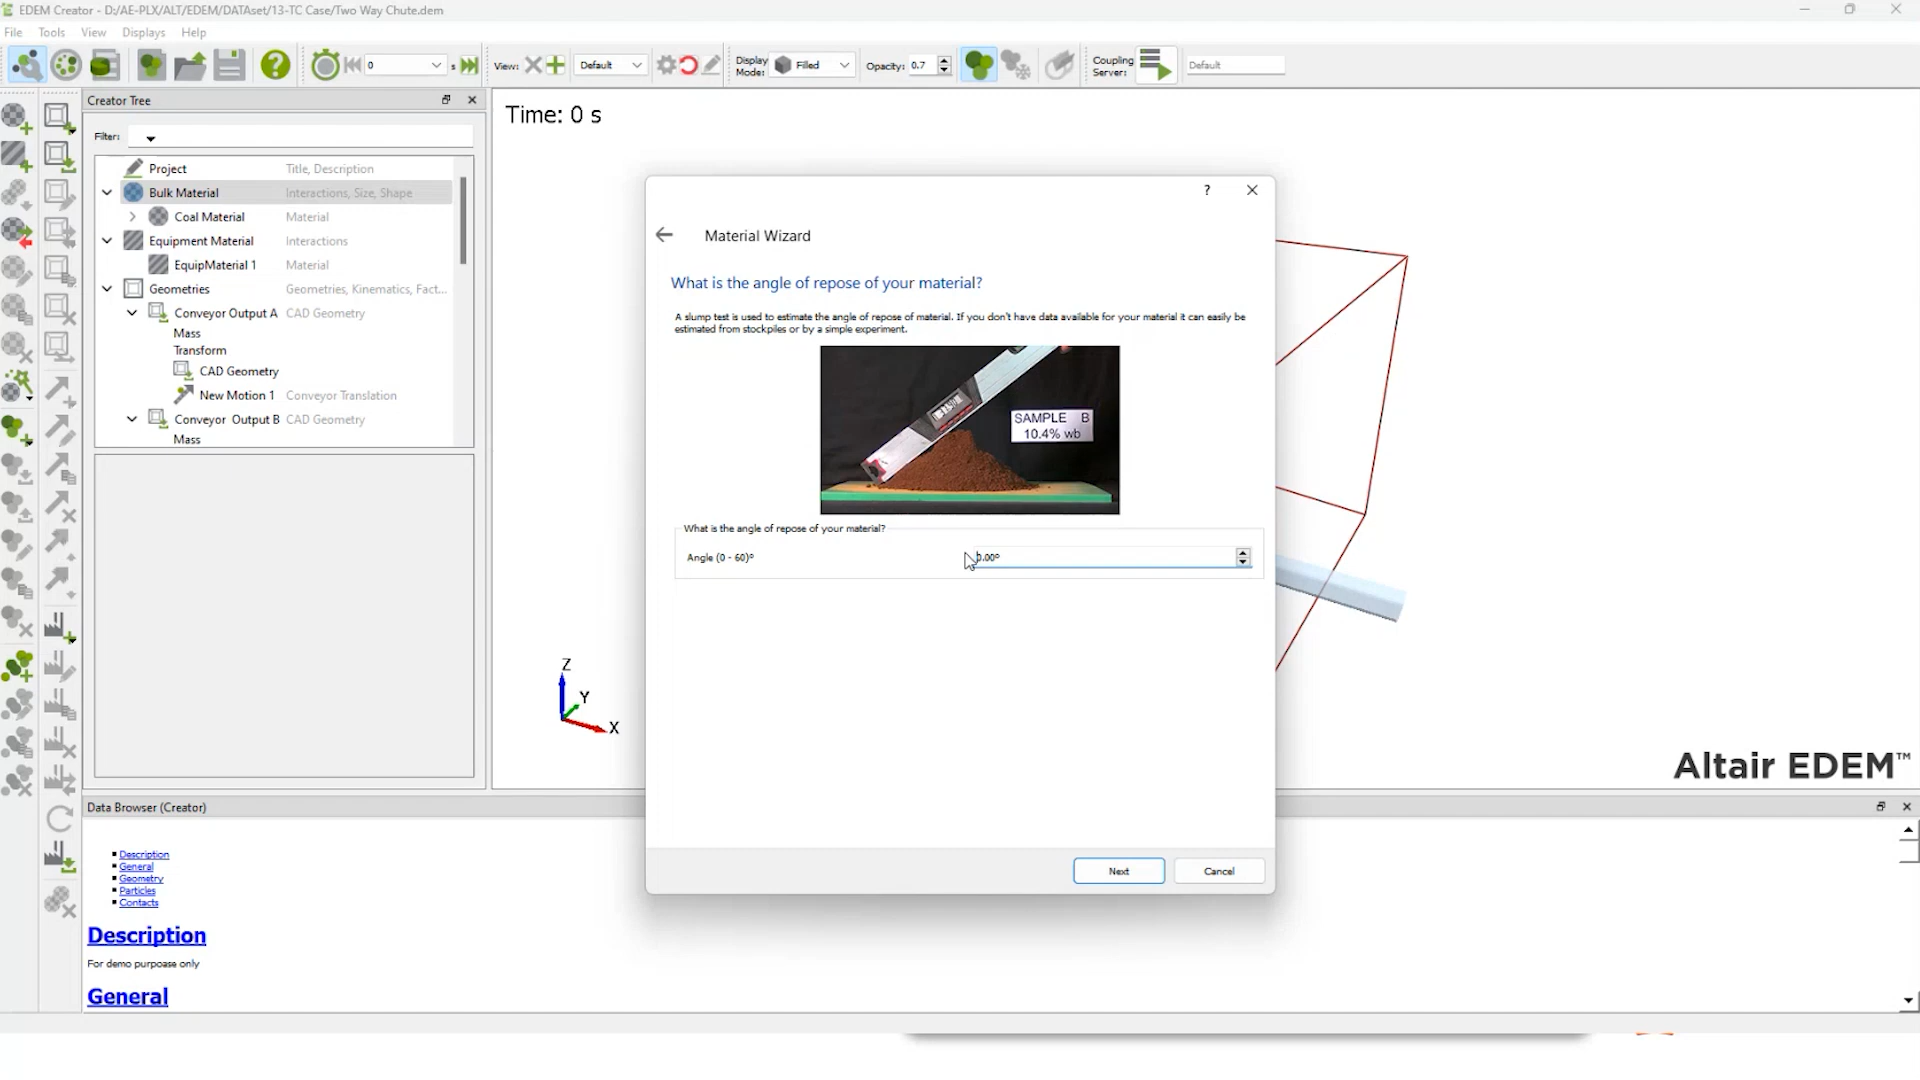 EDEM Creator - D:/AE-PLX/ALT/EDEM/DATAset/13-TC Case/Two Way Chute.dem
File Tools View Displays Help
0 s View: Default Display Mode: Filled Opacity: 0.7 Coupling Server: Default
Creator Tree
Filter:
Project Title, Description
Bulk Material Interactions, Size, Shape
Coal Material Material
Equipment Material Interactions
EquipMaterial 1 Material
Geometries Geometries, Kinematics, Fact...
Conveyor Output A CAD Geometry
Mass
Transform
CAD Geometry
New Motion 1 Conveyor Translation
Conveyor Output B CAD Geometry
Mass
Time: 0 s
Z
Y
X
Altair EDEM™
? 
Material Wizard
What is the angle of repose of your material?
A slump test is used to estimate the angle of repose of material. If you don't have data available for your material it can easily be
estimated from stockpiles or by a simple experiment.
SAMPLE B
10.4% wb
What is the angle of repose of your material?
Angle (0 - 60)° 0.00°
Next Cancel
Data Browser (Creator)
Description
General
Geometry
Particles
Contacts
Description
For demo purpoase only
General